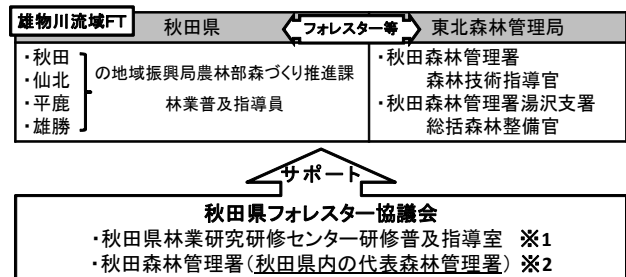 雄物川流域FT
秋田県
フォレスター等
東北森林管理局
・秋田
・仙北
・平鹿
・雄勝
の地域振興局農林部森づくり推進課
林業普及指導員
・秋田森林管理署
森林技術指導官
・秋田森林管理署湯沢支署
総括森林整備官
サポート
秋田県フォレスター協議会
・秋田県林業研究研修センター研修普及指導室 ※1
・秋田森林管理署(秋田県内の代表森林管理署) ※2